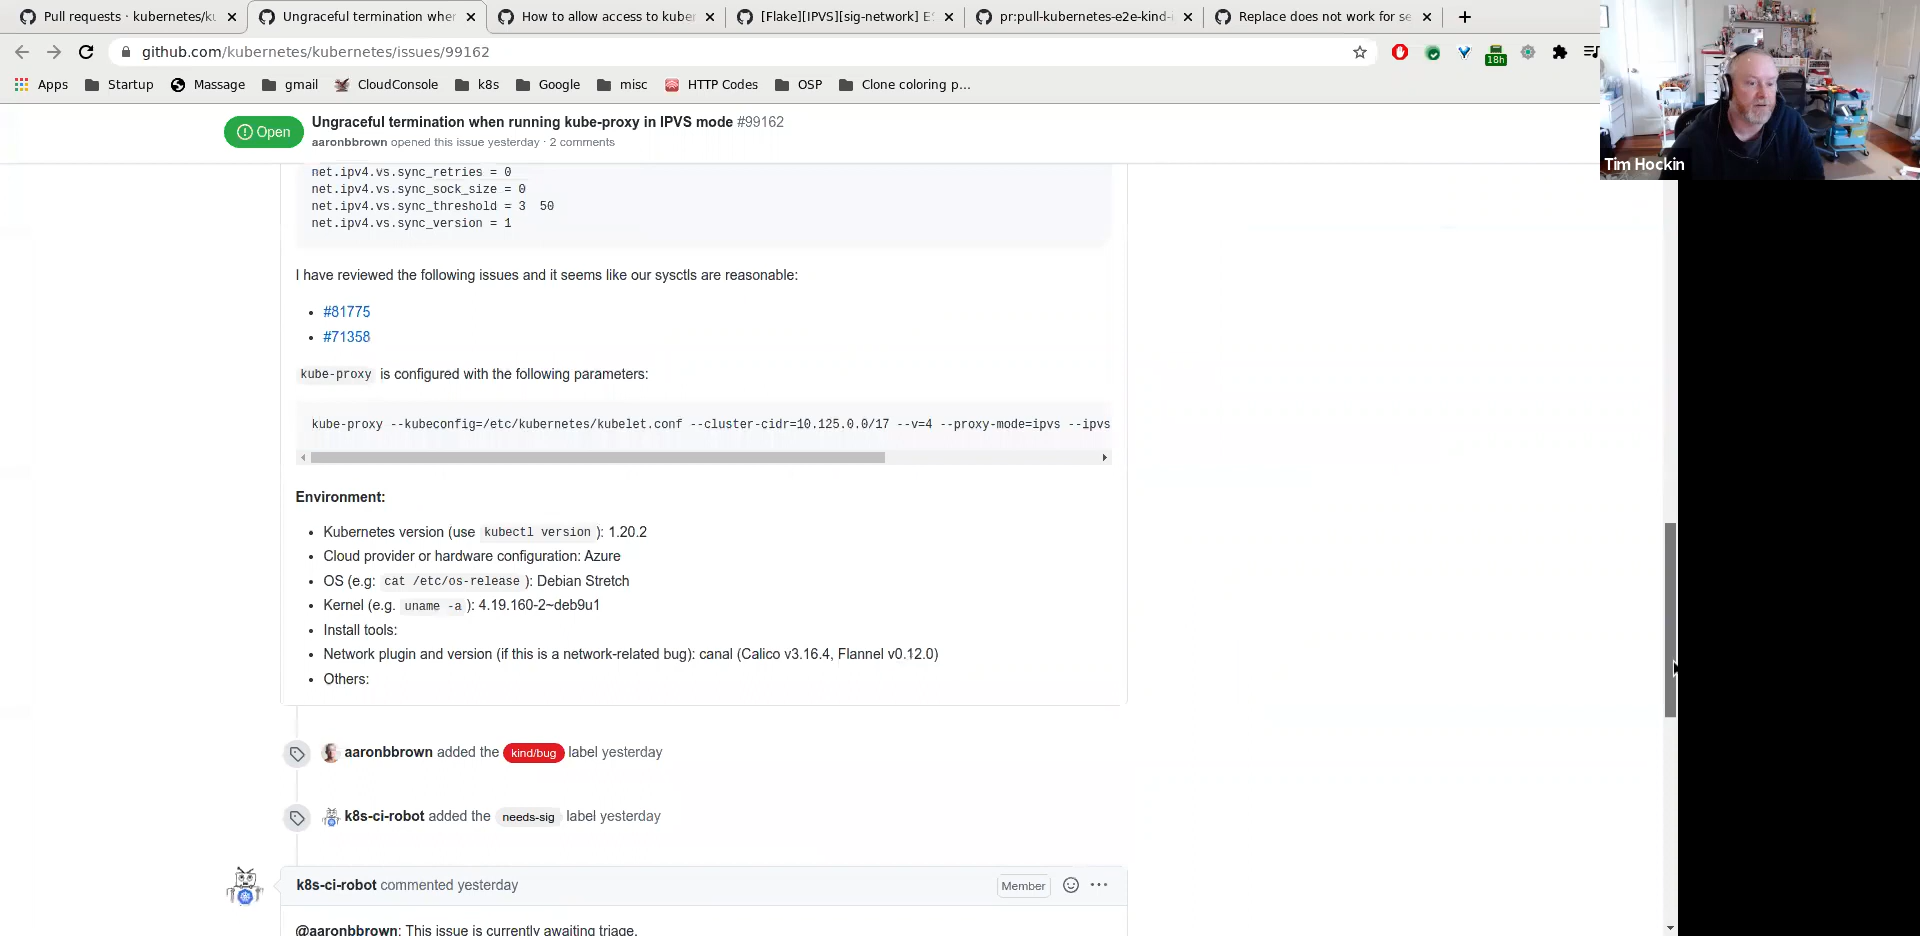 Pull requests · kubernetes/ku
Ungraceful termination wher
How to allow access to kuber
[Flake][IPVS][sig-network] ES
pr:pull-kubernetes-e2e-kind-i
Replace does not work for se
github.com/kubernetes/kubernetes/issues/99162
18h
Apps
Startup
Massage
gmail
CloudConsole
k8s
Google
misc
HTTP Codes
OSP
Clone coloring p...
Open
Ungraceful termination when running kube-proxy in IPVS mode #99162
aaronbbrown opened this issue yesterday · 2 comments
Tim Hockin
net.ipv4.vs.sync_retries = 0
net.ipv4.vs.sync_sock_size = 0
net.ipv4.vs.sync_threshold = 3  50
net.ipv4.vs.sync_version = 1
I have reviewed the following issues and it seems like our sysctls are reasonable:
• #81775
• #71358
kube-proxy is configured with the following parameters:
kube-proxy --kubeconfig=/etc/kubernetes/kubelet.conf --cluster-cidr=10.125.0.0/17 --v=4 --proxy-mode=ipvs --ipvs
Environment:
• Kubernetes version (use kubectl version ): 1.20.2
• Cloud provider or hardware configuration: Azure
• OS (e.g: cat /etc/os-release ): Debian Stretch
• Kernel (e.g. uname -a ): 4.19.160-2~deb9u1
• Install tools:
• Network plugin and version (if this is a network-related bug): canal (Calico v3.16.4, Flannel v0.12.0)
• Others:
aaronbbrown added the kind/bug label yesterday
k8s-ci-robot added the needs-sig label yesterday
k8s-ci-robot commented yesterday
Member
@aaronbbrown: This issue is currently awaiting triage.